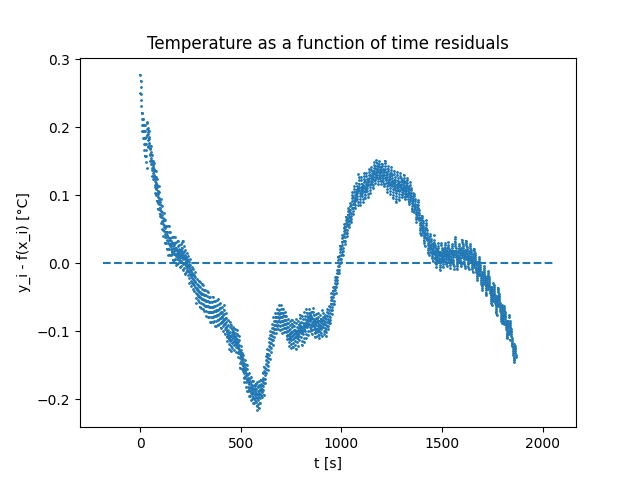 Temperature as a function of time residuals
y_i - f(x_i) [°C]
0.3
0.2
0.1
0.0
−0.1
−0.2
0 500 1000 1500 2000
t [s]